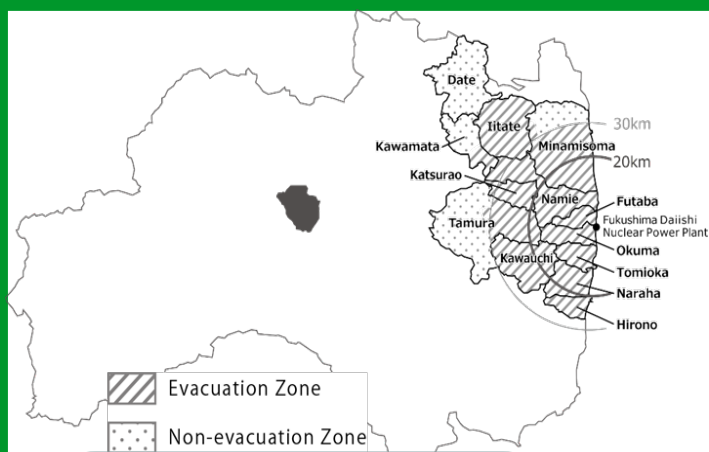 Date
Iitate
30km
Kawamata
Minamisoma
20km
Katsurao
Namie
Futaba
Tamura
Fukushima Daiishi
Nuclear Power Plant
Okuma
Kawauchi
Tomioka
Naraha
Hirono
Evacuation Zone
Non-evacuation Zone